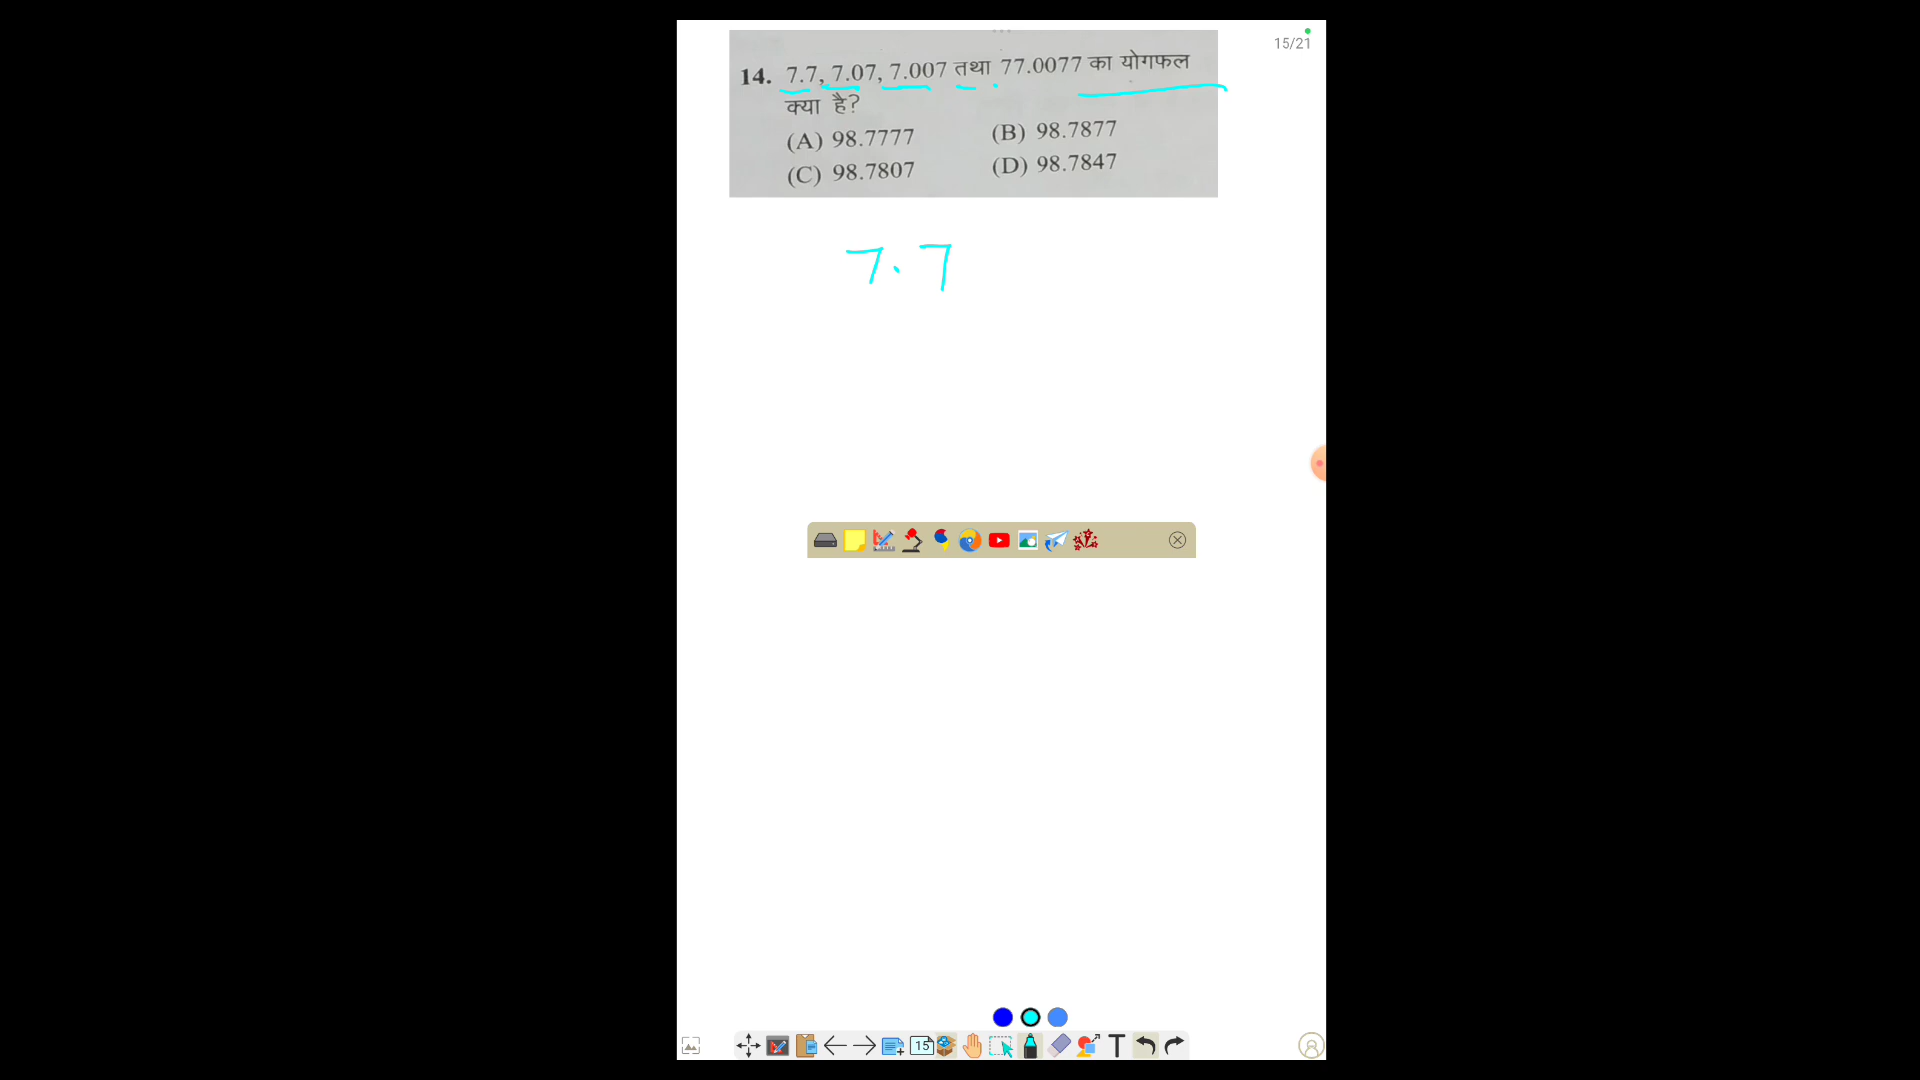 15/21
14. 7.7, 7.07, 7.007 तथा 77.0077 का योगफल
क्या है?
(A) 98.7777 (B) 98.7877
(C) 98.7807 (D) 98.7847
7.7
15
T